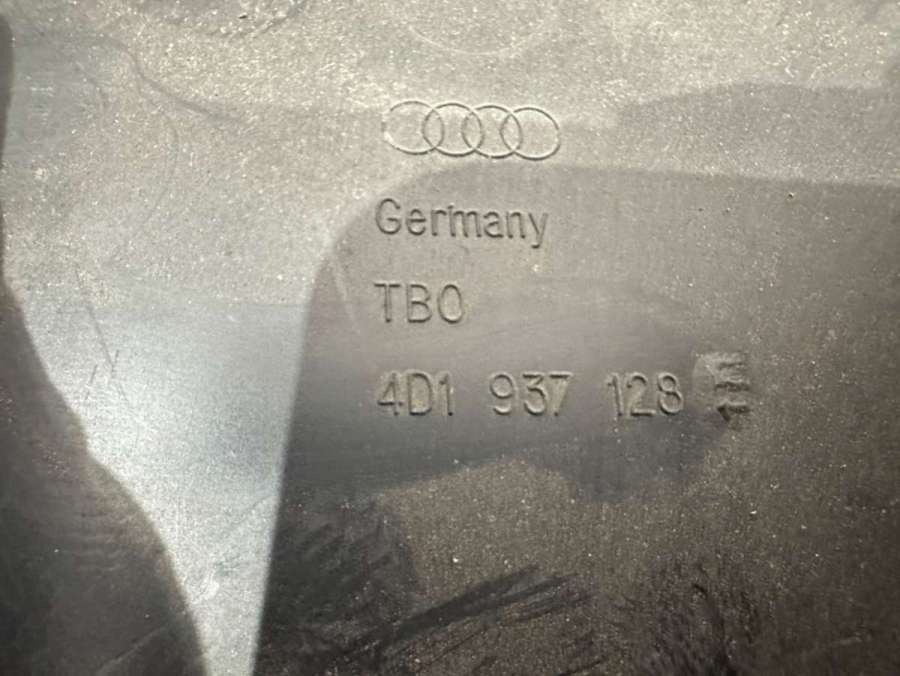 Germany
TBO
4D1 937 128